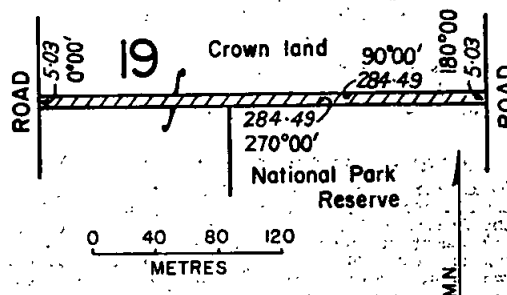 ROAD
5·03
0°00'
19
Crown land
90°00'
284·49
180°00
5·03
ROAD
284·49
270°00'
National Park
Reserve
0 40 80 120
METRES
M.N.